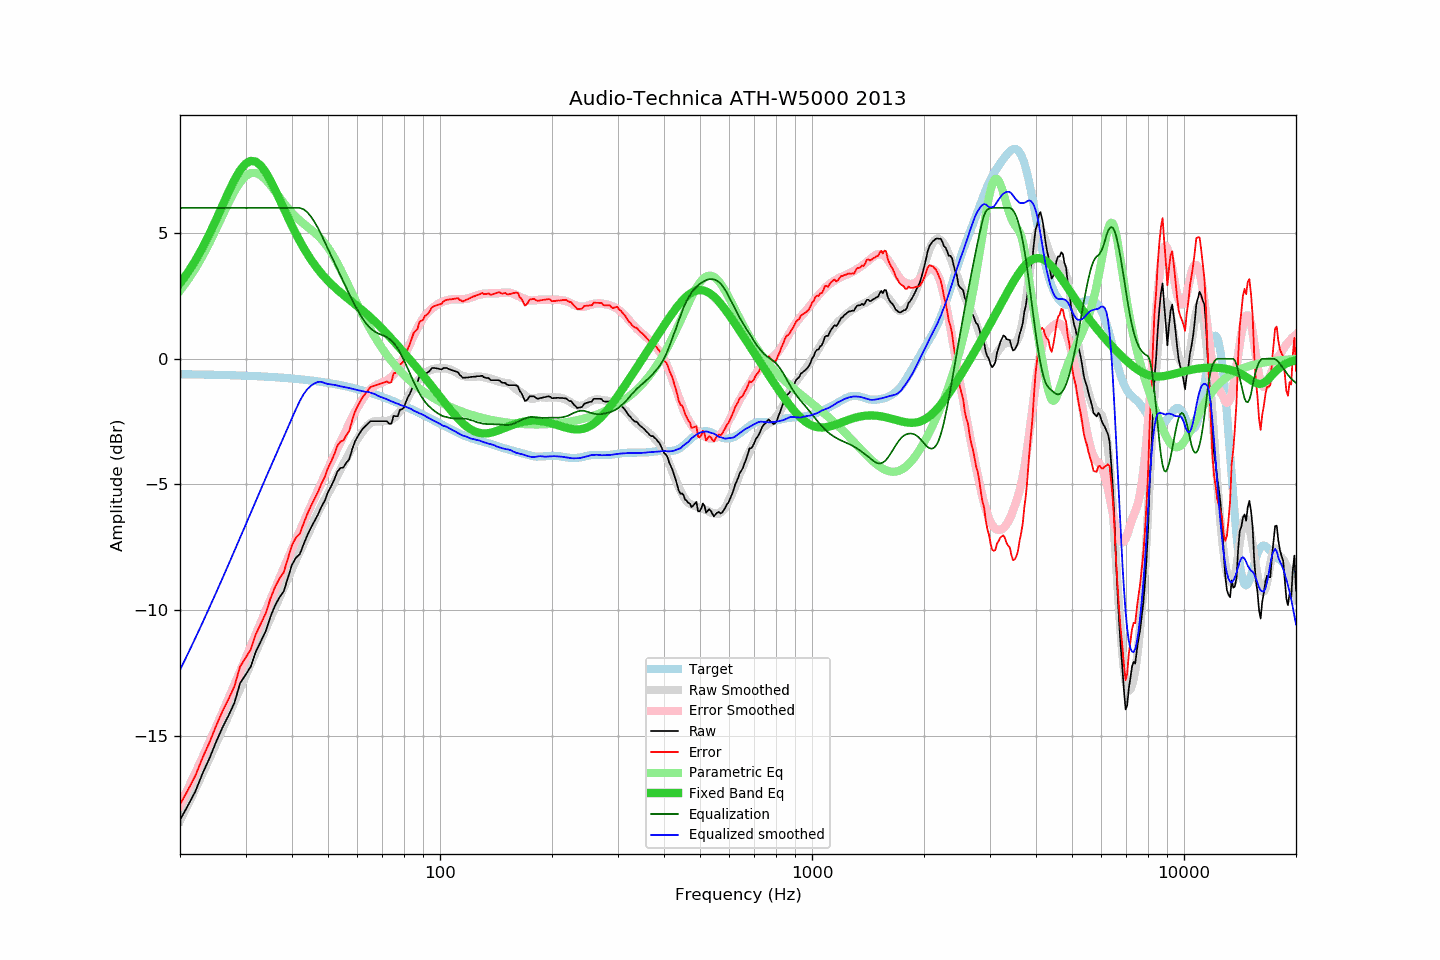 Audio-Technica ATH-W5000 2013
Amplitude (dBr)
5
0
−5
−10
−15
Target
Raw Smoothed
Error Smoothed
Raw
Error
Parametric Eq
Fixed Band Eq
Equalization
Equalized smoothed
100
1000
10000
Frequency (Hz)